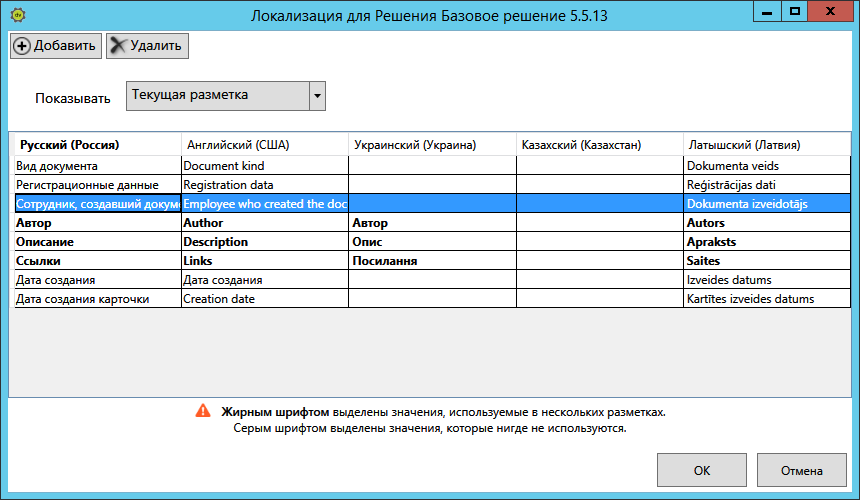 Локализация для Решения Базовое решение 5.5.13
Добавить Удалить
Показывать Текущая разметка
Русский (Россия) Английский (США) Украинский (Украина) Казахский (Казахстан) Латышский (Латвия)
Вид документа Document kind Dokumenta veids
Регистрационные данные Registration data Reģistrācijas dati
Сотрудник, создавший докум Employee who created the doc Dokumenta izveidotājs
Автор Author Автор Autors
Описание Description Опис Apraksts
Ссылки Links Посилання Saites
Дата создания Дата создания Izveides datums
Дата создания карточки Creation date Kartītes izveides datums
Жирным шрифтом выделены значения, используемые в нескольких разметках.
Серым шрифтом выделены значения, которые нигде не используются.
OK Отмена